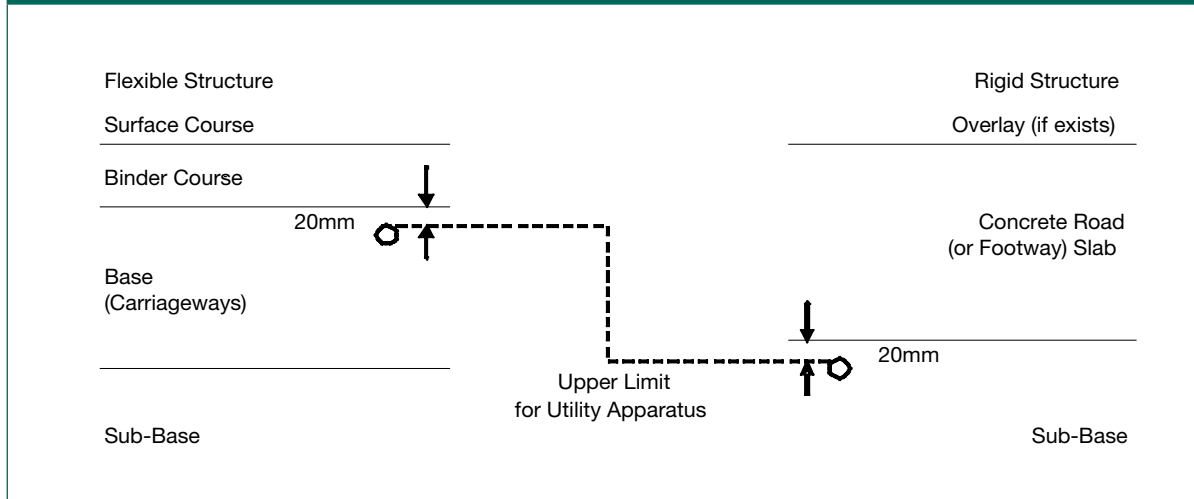 Flexible Structure
Rigid Structure
Surface Course
Overlay (if exists)
Binder Course
20mm
Concrete Road
(or Footway) Slab
Base
(Carriageways)
20mm
Upper Limit
for Utility Apparatus
Sub-Base
Sub-Base